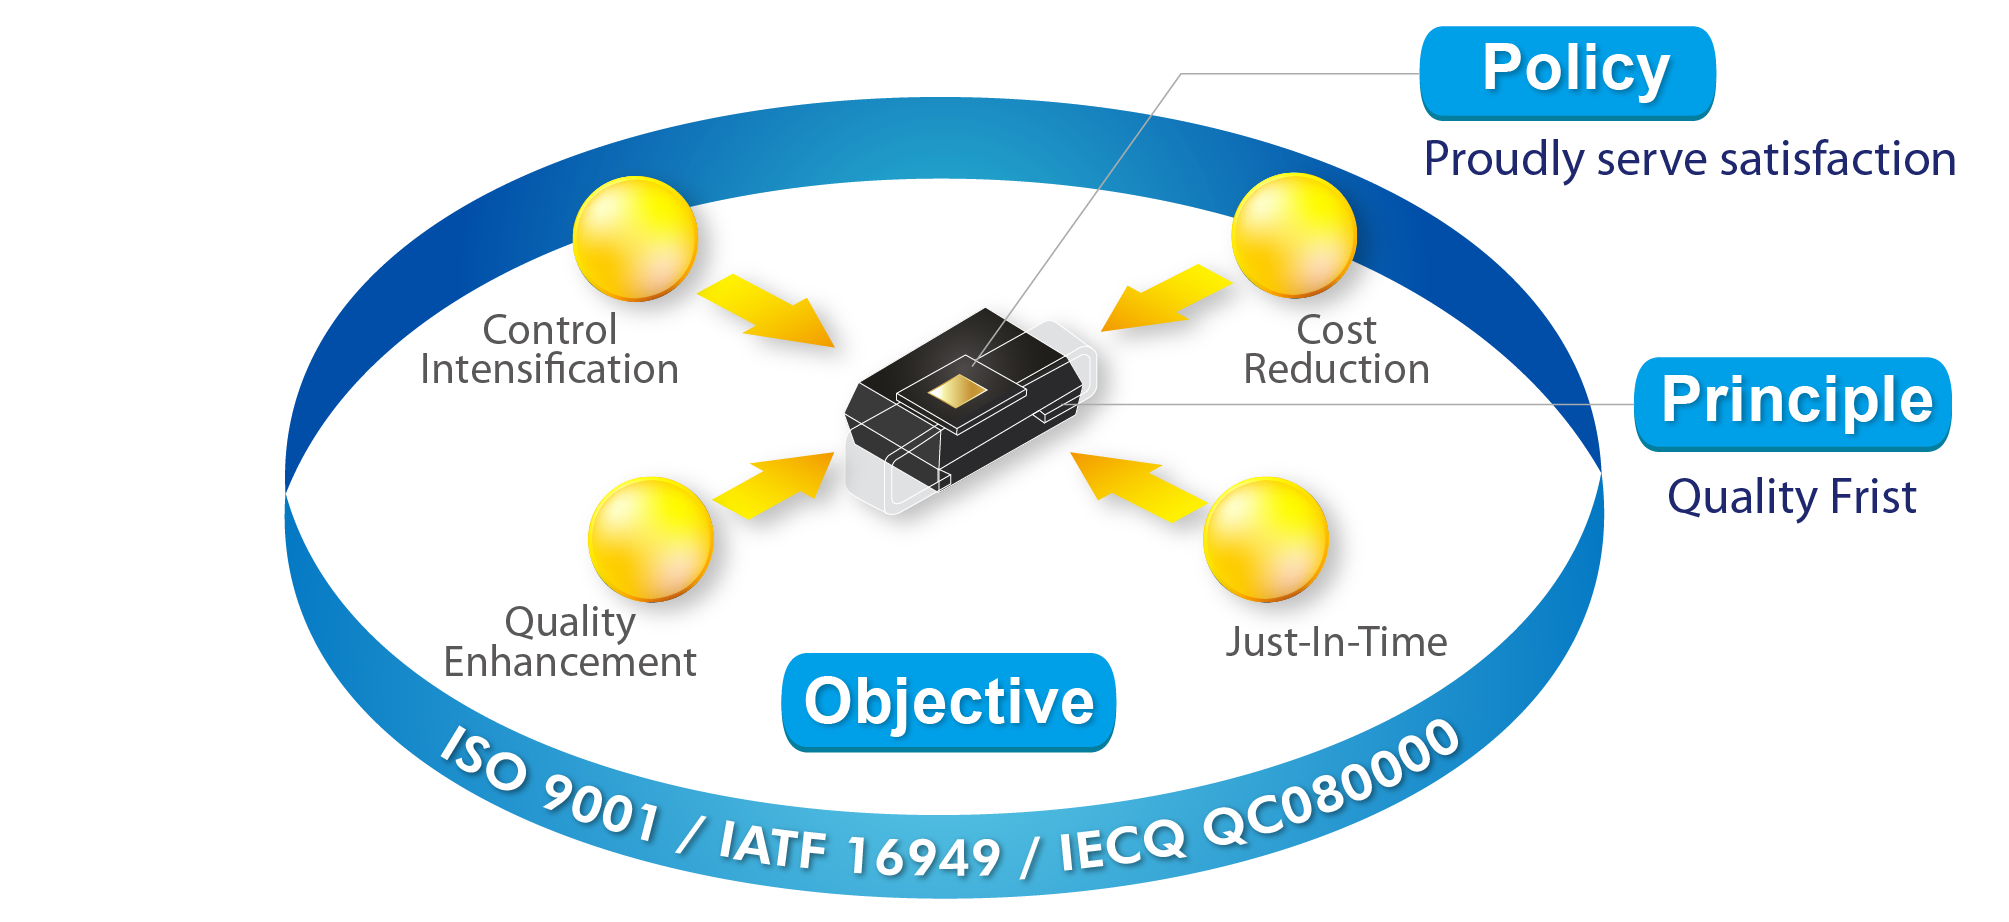 Policy
Proudly serve satisfaction
Control
Intensification
Cost
Reduction
Principle
Quality Frist
Quality
Enhancement
Just-In-Time
Objective
ISO 9001 / IATF 16949 / IECQ QC080000